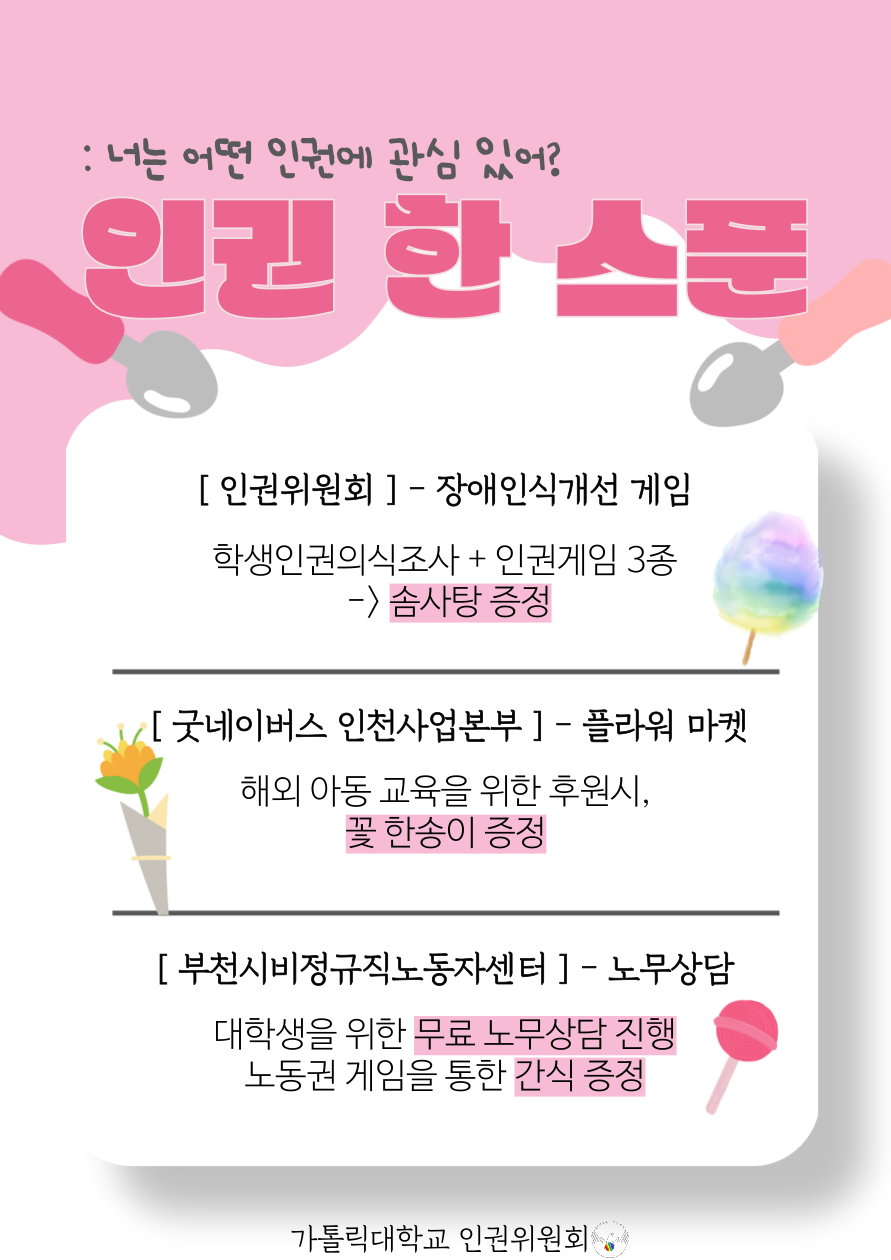 : 너는 어떤 인권에 관심 있어?
인권 한 스푼
[ 인권위원회 ] - 장애인식개선 게임
학생인권의식조사 + 인권게임 3종
-> 솜사탕 증정
[ 굿네이버스 인천사업본부 ] - 플라워 마켓
해외 아동 교육을 위한 후원시,
꽃 한송이 증정
[ 부천시비정규직노동자센터 ] - 노무상담
대학생을 위한 무료 노무상담 진행
노동권 게임을 통한 간식 증정
가톨릭대학교 인권위원회